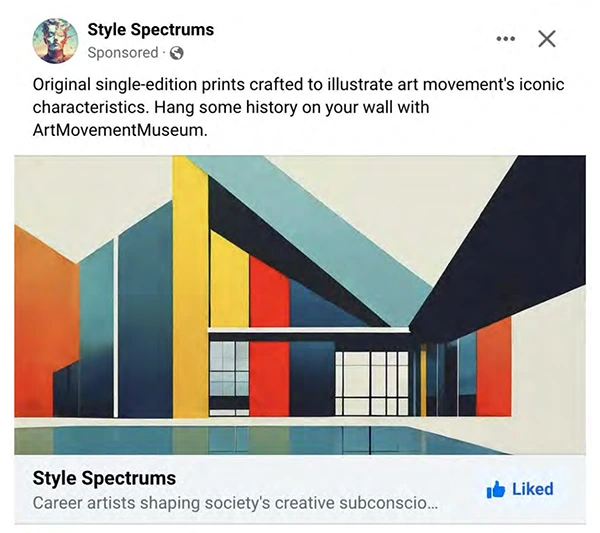 Style Spectrums
Sponsored ·
Original single-edition prints crafted to illustrate art movement's iconic
characteristics. Hang some history on your wall with
ArtMovementMuseum.
Style Spectrums
Career artists shaping society's creative subconscio...
Liked